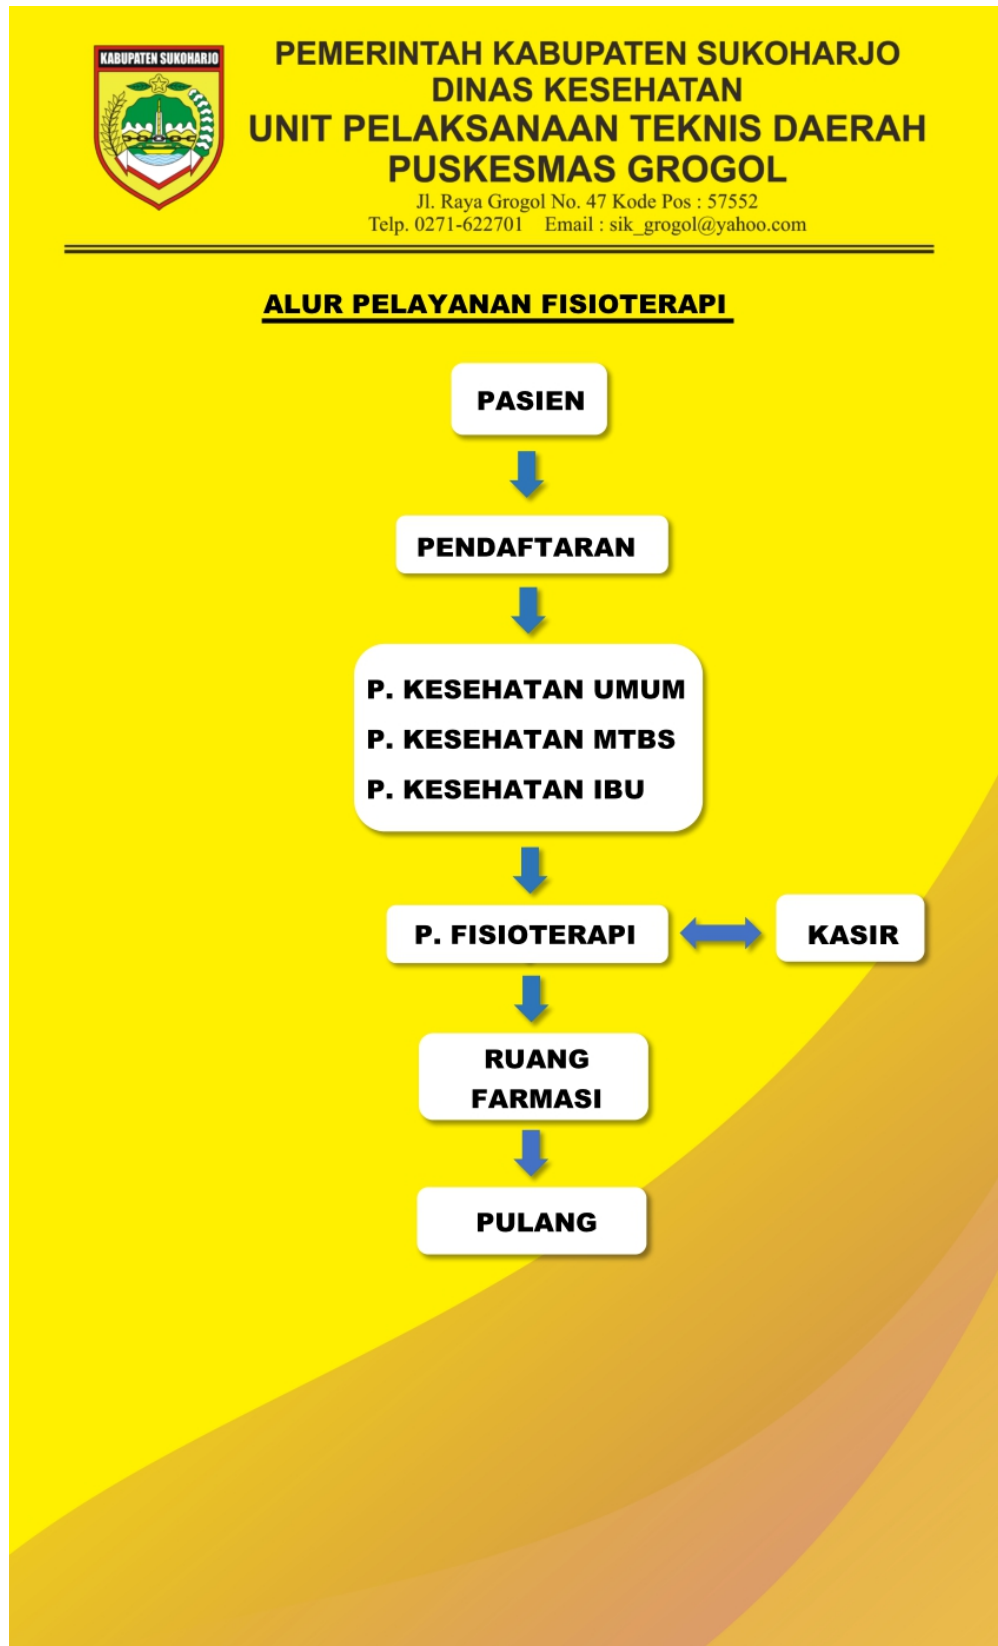 KABUPATEN SUKOHARJO
PEMERINTAH KABUPATEN SUKOHARJO
DINAS KESEHATAN
UNIT PELAKSANAAN TEKNIS DAERAH
PUSKESMAS GROGOL
Jl. Raya Grogol No. 47 Kode Pos : 57552
Telp. 0271-622701 Email : sik_grogol@yahoo.com
ALUR PELAYANAN FISIOTERAPI
PASIEN
PENDAFTARAN
P. KESEHATAN UMUM
P. KESEHATAN MTBS
P. KESEHATAN IBU
P. FISIOTERAPI
KASIR
RUANG
FARMASI
PULANG